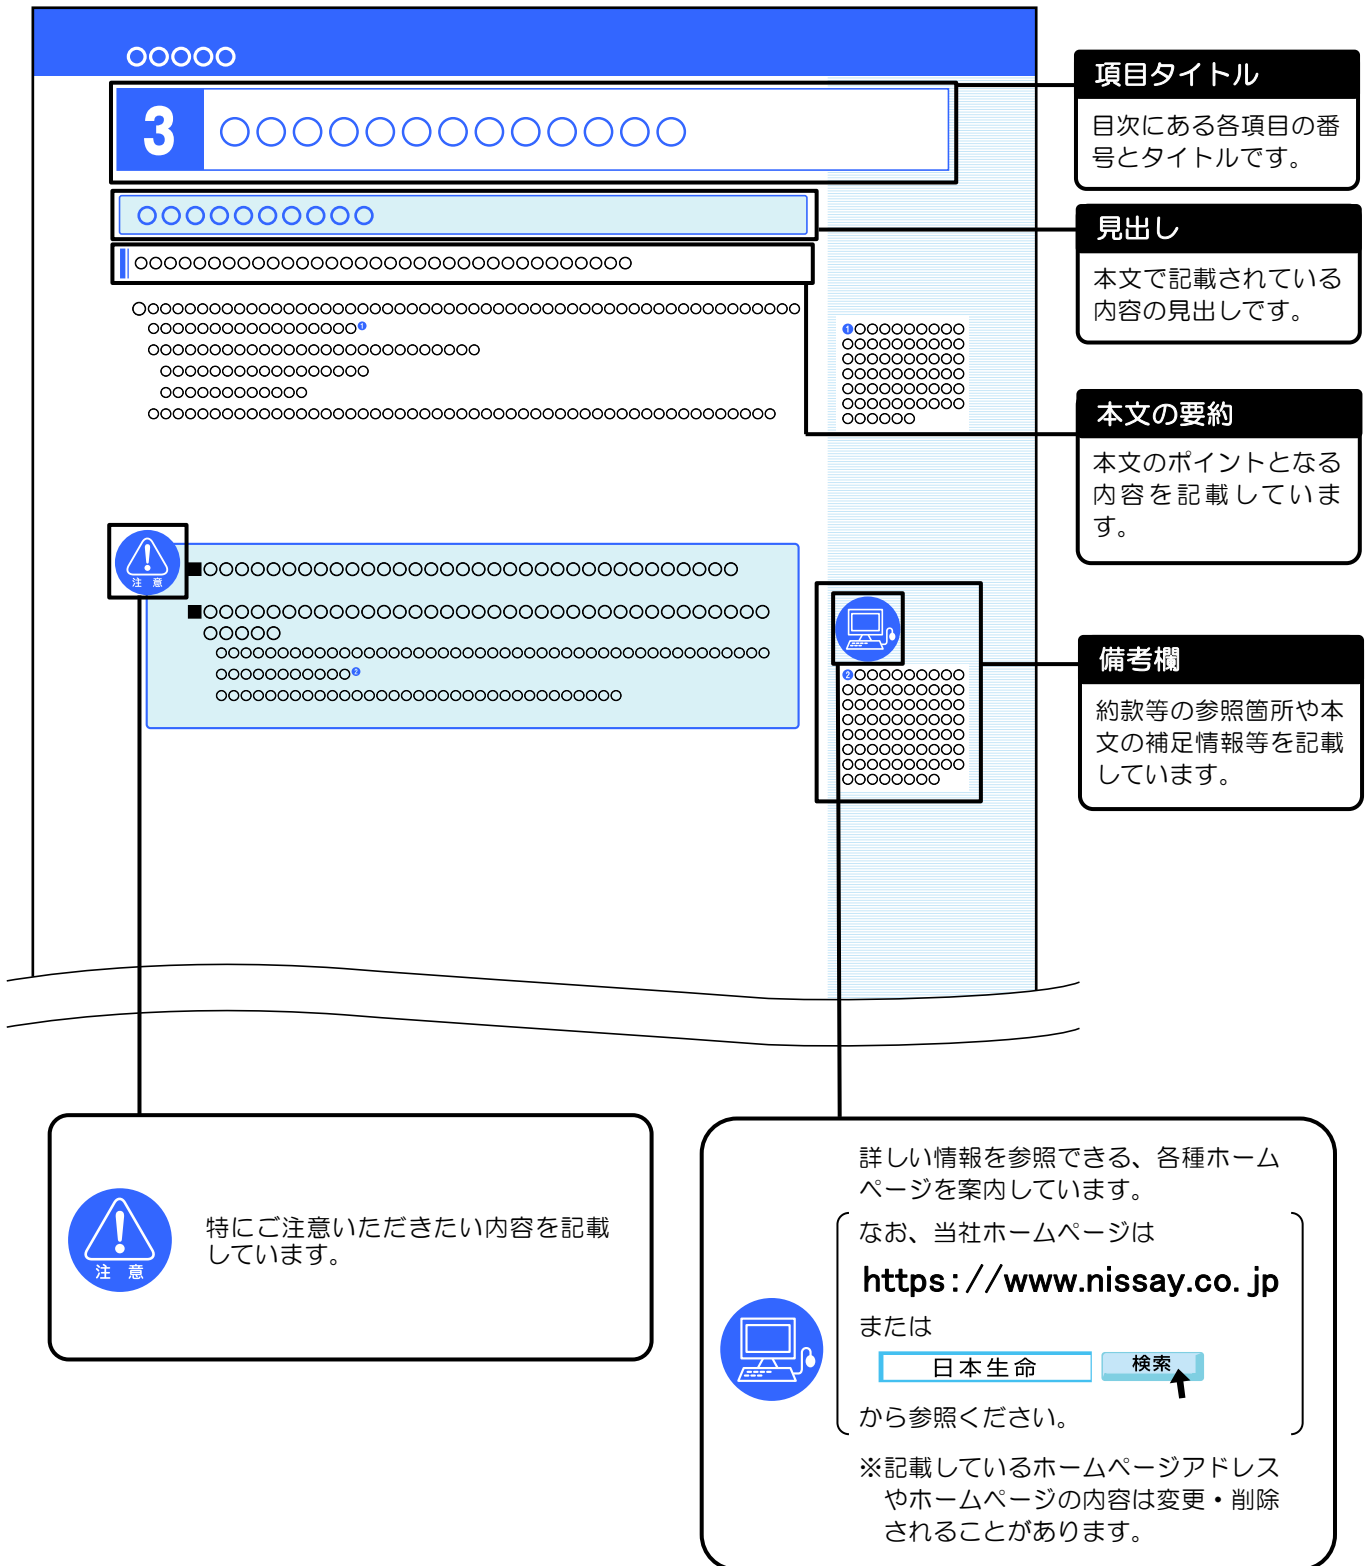 ○○○○○
3 ○○○○○○○○○○○○○
○○○○○○○○○○
項目タイトル
目次にある各項目の番
号とタイトルです。
見出し
本文で記載されている
内容の見出しです。
本文の要約
本文のポイントとなる
内容を記載していま
す。
備考欄
約款等の参照箇所や本
文の補足情報等を記載
しています。
注 意
注 意
特にご注意いただきたい内容を記載
しています。
詳しい情報を参照できる、各種ホーム
ページを案内しています。
なお、当社ホームページは
https://www.nissay.co.jp
または
日本生命 検索
から参照ください。
※記載しているホームページアドレス
やホームページの内容は変更・削除
されることがあります。